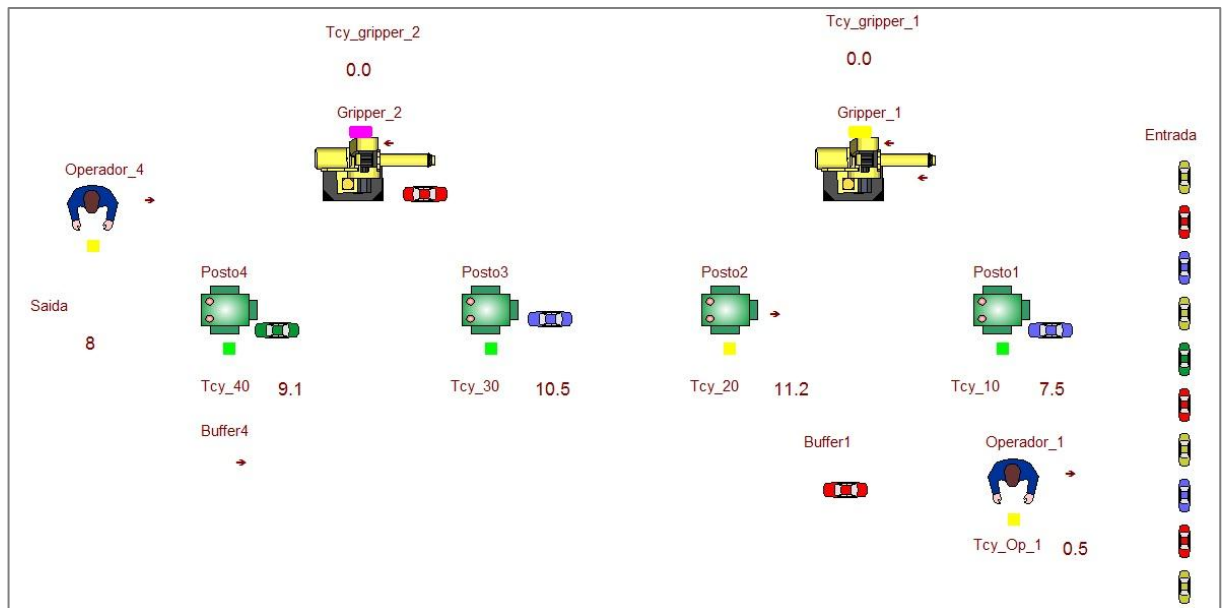 Tcy_gripper_2
Tcy_gripper_1
0.0
0.0
Gripper_2
Gripper_1
Entrada
Operador_4
Posto4
Posto3
Posto2
Posto1
Saida
8
Tcy_40 9.1
Tcy_30 10.5
Tcy_20 11.2
Tcy_10 7.5
Buffer4
Buffer1
Operador_1
Tcy_Op_1 0.5